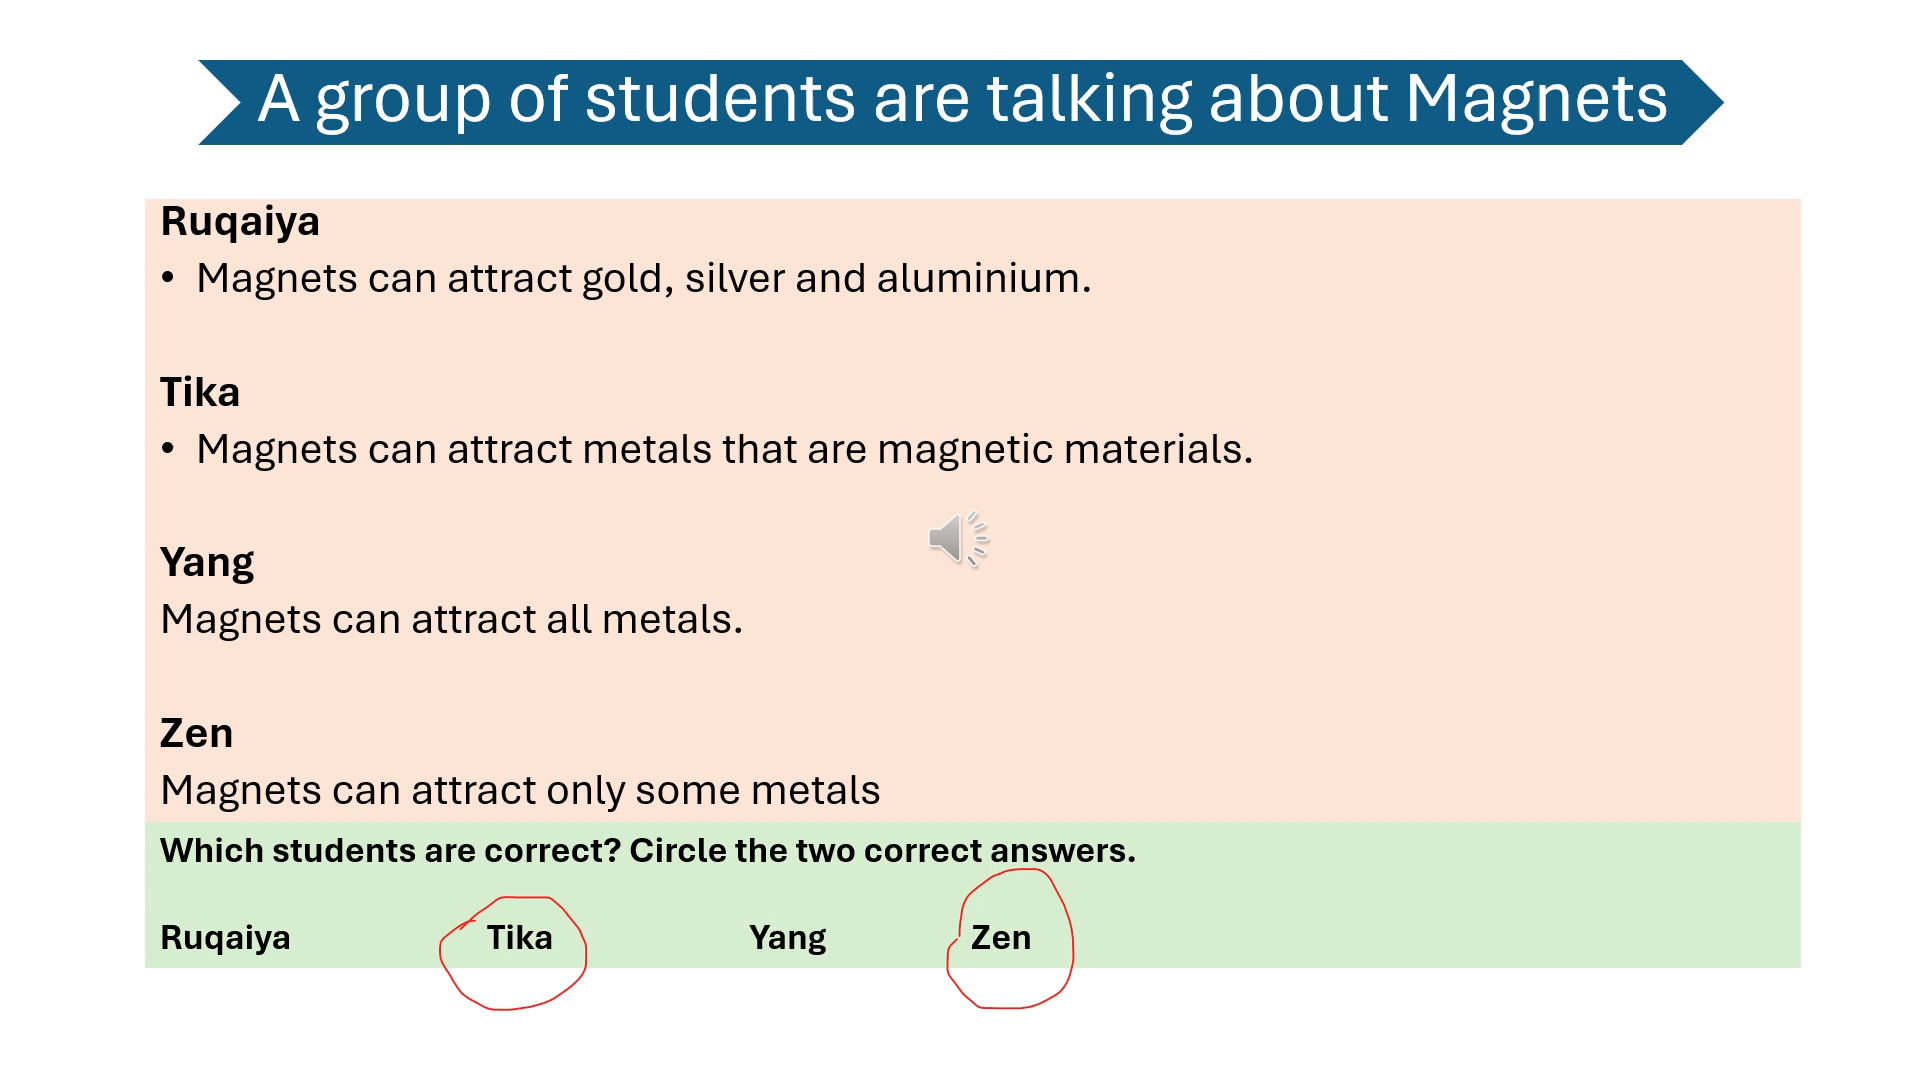 A group of students are talking about Magnets
Ruqaiya
• Magnets can attract gold, silver and aluminium.
Tika
• Magnets can attract metals that are magnetic materials.
Yang
Magnets can attract all metals.
Zen
Magnets can attract only some metals
Which students are correct? Circle the two correct answers.
Ruqaiya Tika Yang Zen